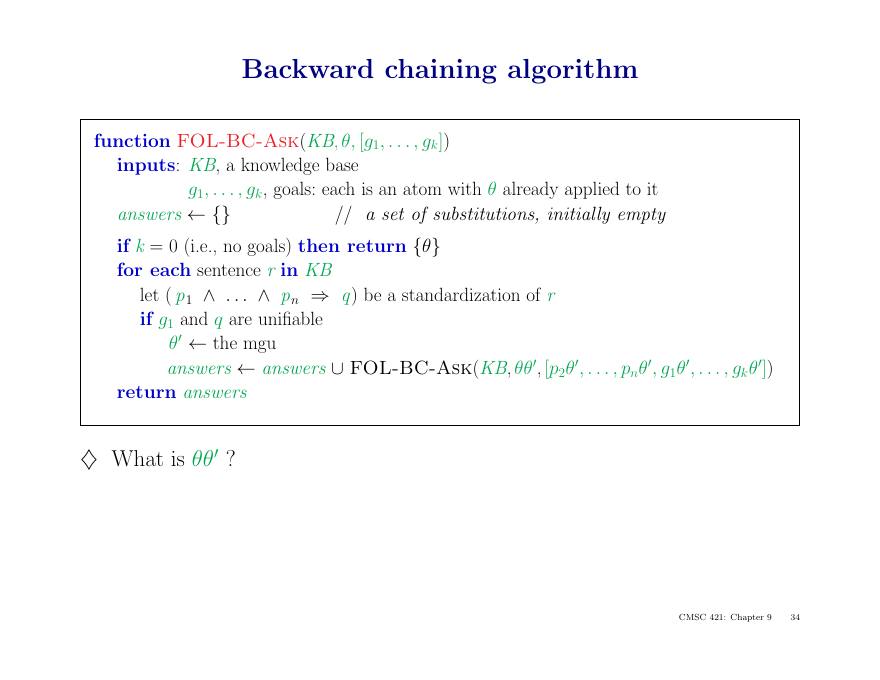 Backward chaining algorithm
function FOL-BC-Ask(KB, θ, [g₁, . . . , gₖ])
inputs: KB, a knowledge base
g₁, . . . , gₖ, goals: each is an atom with θ already applied to it
answers ← {} // a set of substitutions, initially empty
if k = 0 (i.e., no goals) then return {θ}
for each sentence r in KB
let ( p₁ ∧ . . . ∧ pₙ ⇒ q) be a standardization of r
if g₁ and q are unifiable
θ′ ← the mgu
answers ← answers ∪ FOL-BC-Ask(KB, θθ′, [p₂θ′, . . . , pₙθ′, g₁θ′, . . . , gₖθ′])
return answers
♢ What is θθ′ ?
CMSC 421: Chapter 9 34